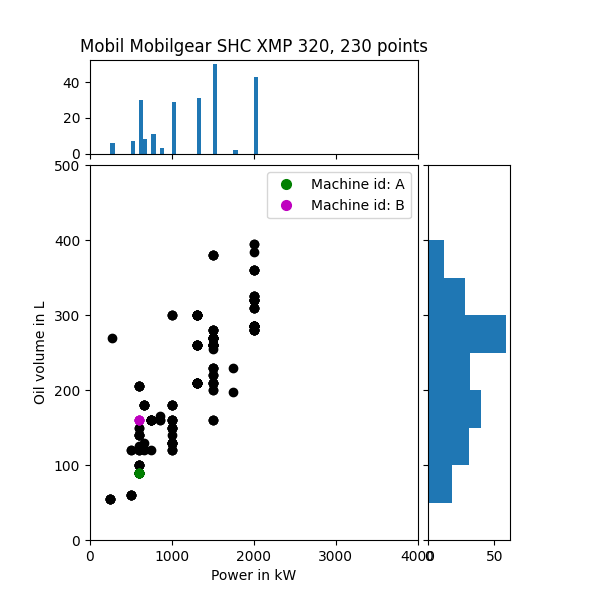 Mobil Mobilgear SHC XMP 320, 230 points
40
20
0
500
400
300
200
100
0
Oil volume in L
Machine id: A
Machine id: B
0 1000 2000 3000 4000
0 50
Power in kW